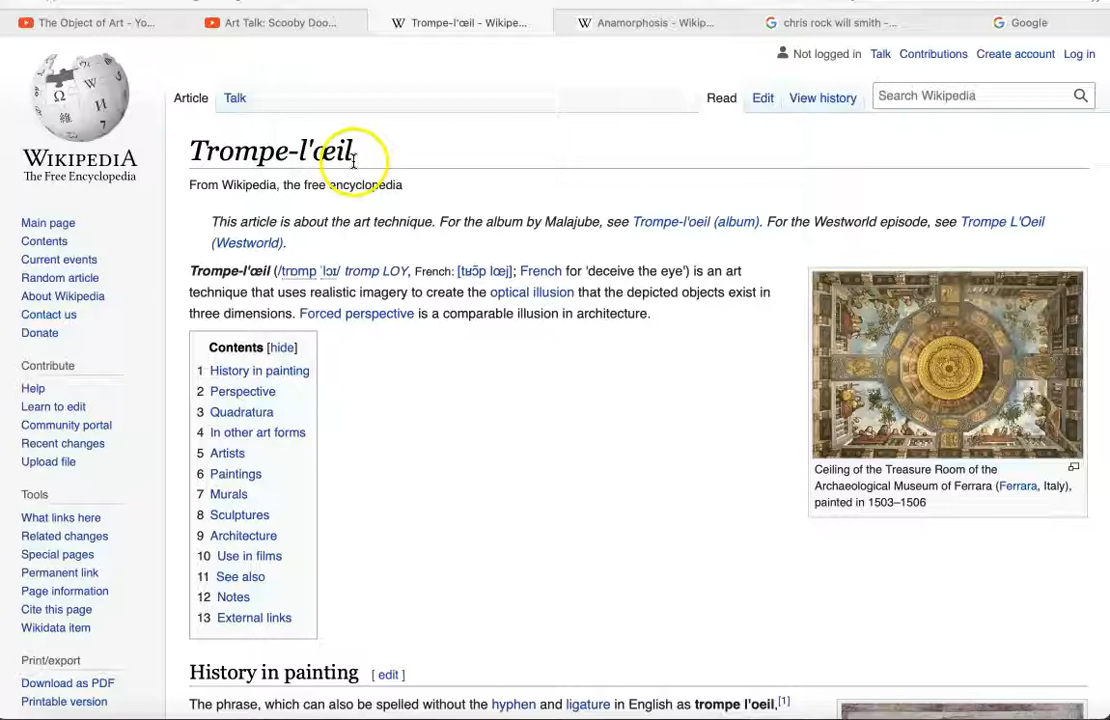 The Object of Art - Yo...
Art Talk: Scooby Doo...
Trompe-l'œil - Wikipe...
Anamorphosis - Wikip...
chris rock will smith -...
Google
Not logged in Talk Contributions Create account Log in
Article Talk Read Edit View history Search Wikipedia
WIKIPEDIA
The Free Encyclopedia
Main page
Contents
Current events
Random article
About Wikipedia
Contact us
Donate
Contribute
Help
Learn to edit
Community portal
Recent changes
Upload file
Tools
What links here
Related changes
Special pages
Permanent link
Page information
Cite this page
Wikidata item
Print/export
Download as PDF
Printable version
Trompe-l'œil
From Wikipedia, the free encyclopedia
This article is about the art technique. For the album by Malajube, see Trompe-l'oeil (album). For the Westworld episode, see Trompe L'Oeil
(Westworld).
Trompe-l'œil (/trɒmp ˈlɔɪ/ tromp LOY, French: [tʁɔ̃p lœj]; French for 'deceive the eye') is an art
technique that uses realistic imagery to create the optical illusion that the depicted objects exist in
three dimensions. Forced perspective is a comparable illusion in architecture.
Contents [hide]
1 History in painting
2 Perspective
3 Quadratura
4 In other art forms
5 Artists
6 Paintings
7 Murals
8 Sculptures
9 Architecture
10 Use in films
11 See also
12 Notes
13 External links
Ceiling of the Treasure Room of the
Archaeological Museum of Ferrara (Ferrara, Italy),
painted in 1503–1506
History in painting [ edit ]
The phrase, which can also be spelled without the hyphen and ligature in English as trompe l'oeil,[1]